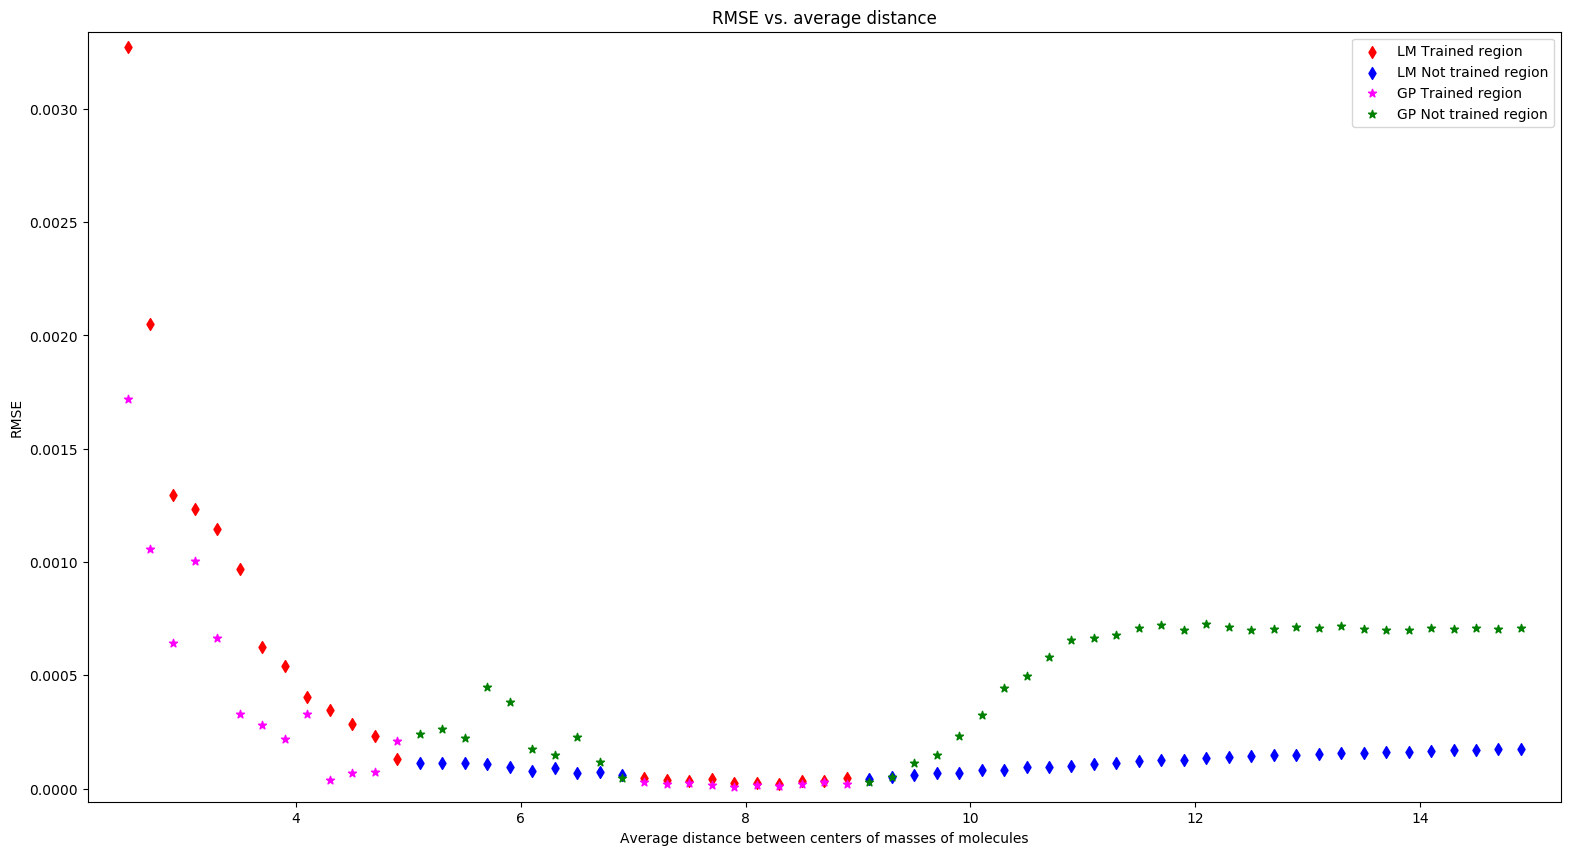 RMSE vs. average distance
LM Trained region
LM Not trained region
GP Trained region
GP Not trained region
RMSE
0.0030
0.0025
0.0020
0.0015
0.0010
0.0005
0.0000
4
6
8
10
12
14
Average distance between centers of masses of molecules